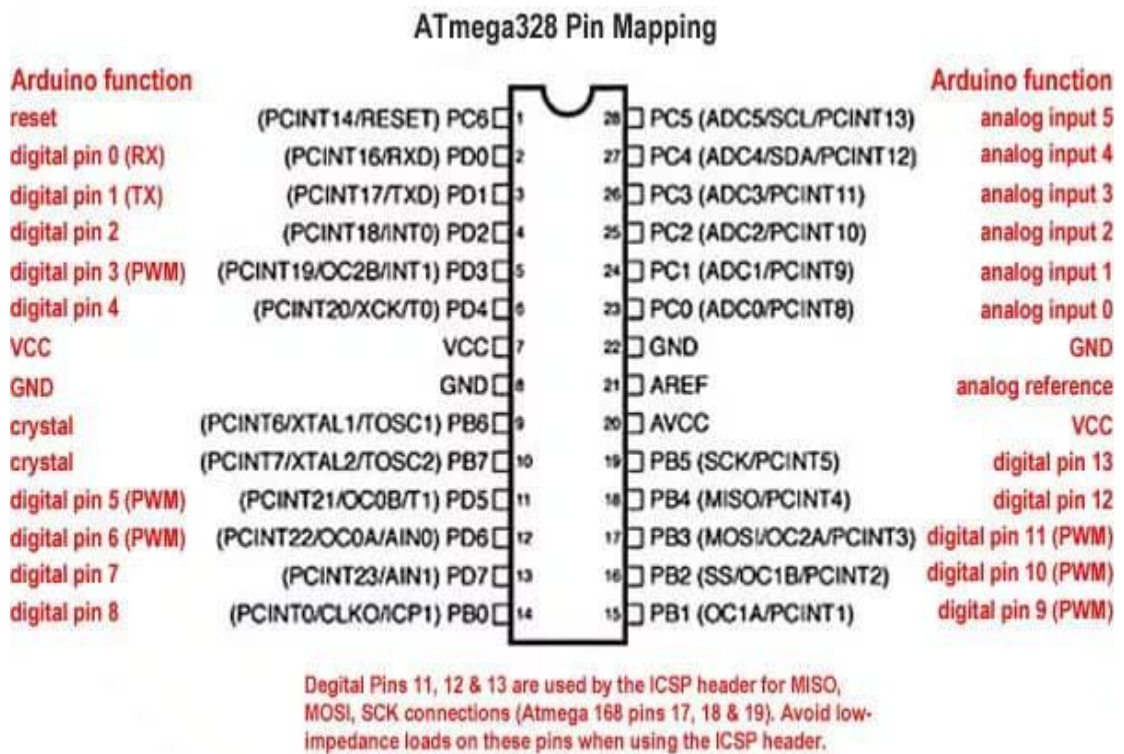 ATmega328 Pin Mapping
Arduino function Arduino function
reset (PCINT14/RESET) PC6 1 28 PC5 (ADC5/SCL/PCINT13) analog input 5
digital pin 0 (RX) (PCINT16/RXD) PD0 2 27 PC4 (ADC4/SDA/PCINT12) analog input 4
digital pin 1 (TX) (PCINT17/TXD) PD1 3 26 PC3 (ADC3/PCINT11) analog input 3
digital pin 2 (PCINT18/INT0) PD2 4 25 PC2 (ADC2/PCINT10) analog input 2
digital pin 3 (PWM) (PCINT19/OC2B/INT1) PD3 5 24 PC1 (ADC1/PCINT9) analog input 1
digital pin 4 (PCINT20/XCK/T0) PD4 6 23 PC0 (ADC0/PCINT8) analog input 0
VCC VCC 7 22 GND GND
GND GND 8 21 AREF analog reference
crystal (PCINT6/XTAL1/TOSC1) PB6 9 20 AVCC VCC
crystal (PCINT7/XTAL2/TOSC2) PB7 10 19 PB5 (SCK/PCINT5) digital pin 13
digital pin 5 (PWM) (PCINT21/OC0B/T1) PD5 11 18 PB4 (MISO/PCINT4) digital pin 12
digital pin 6 (PWM) (PCINT22/OC0A/AIN0) PD6 12 17 PB3 (MOSI/OC2A/PCINT3) digital pin 11 (PWM)
digital pin 7 (PCINT23/AIN1) PD7 13 16 PB2 (SS/OC1B/PCINT2) digital pin 10 (PWM)
digital pin 8 (PCINT0/CLKO/ICP1) PB0 14 15 PB1 (OC1A/PCINT1) digital pin 9 (PWM)
Degital Pins 11, 12 & 13 are used by the ICSP header for MISO,
MOSI, SCK connections (Atmega 168 pins 17, 18 & 19). Avoid low-
impedance loads on these pins when using the ICSP header.